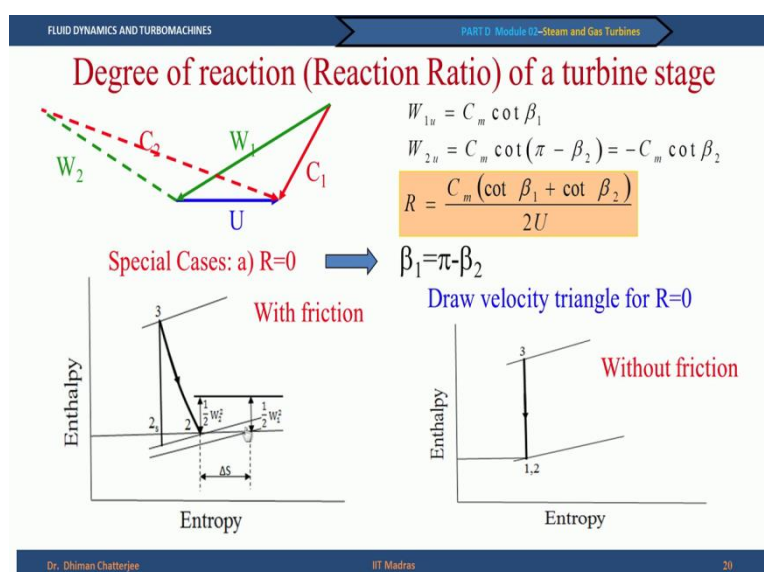 FLUID DYNAMICS AND TURBOMACHINES
PART D Module 02–Steam and Gas Turbines
Degree of reaction (Reaction Ratio) of a turbine stage
C₂
W₁
W₂
C₁
U
W₁ᵤ = Cₘ cot β₁
W₂ᵤ = Cₘ cot(π − β₂) = −Cₘ cot β₂
R = Cₘ(cot β₁ + cot β₂) / 2U
Special Cases: a) R=0
β₁=π-β₂
With friction
Draw velocity triangle for R=0
3
2ₛ
2
½ W₂²
½ W₂²
ΔS
Enthalpy
Entropy
Without friction
3
1,2
Enthalpy
Entropy
Dr. Dhiman Chatterjee
IIT Madras
20